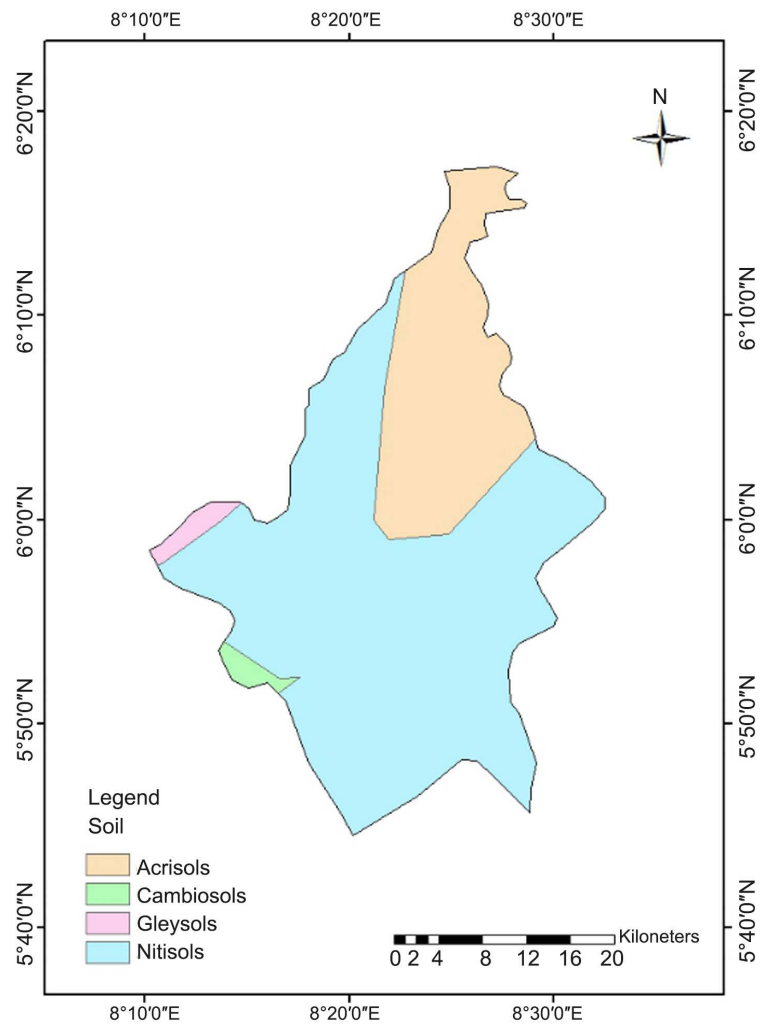 8°10′0″E 8°20′0″E 8°30′0″E
6°20′0″N
6°20′0″N
N
6°10′0″N
6°10′0″N
6°0′0″N
6°0′0″N
5°50′0″N
5°50′0″N
Legend
Soil
Acrisols
Cambiosols
Gleysols
Nitisols
5°40′0″N
5°40′0″N
Kiloneters
0 2 4 8 12 16 20
8°10′0″E 8°20′0″E 8°30′0″E